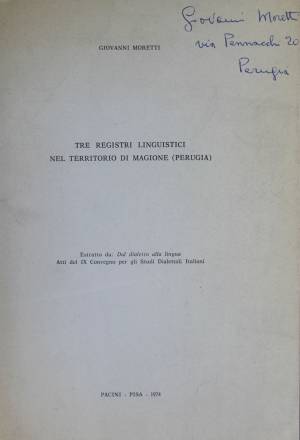 Giovanni Moretti
via Pennacchi 20
Perugia
GIOVANNI MORETTI
TRE REGISTRI LINGUISTICI
NEL TERRITORIO DI MAGIONE (PERUGIA)
Estratto da: Dal dialetto alla lingua
Atti del IX Convegno per gli Studi Dialettali Italiani
PACINI - PISA - 1974